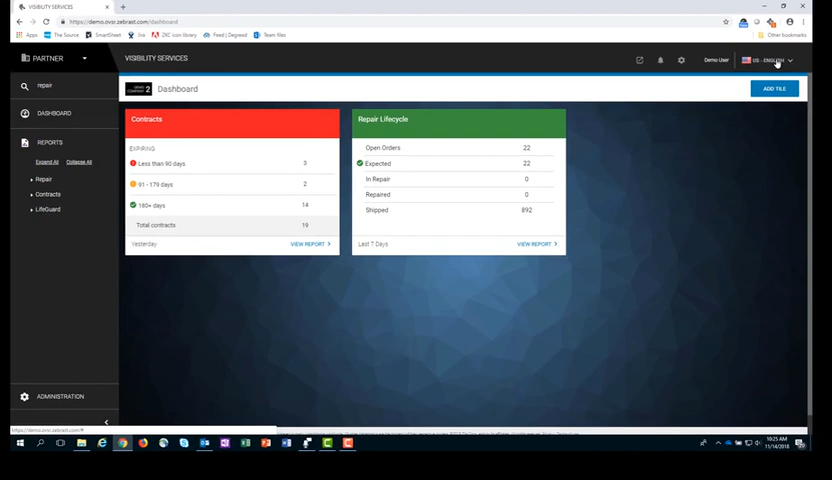 VISIBILITY SERVICES
https://demo.ovsr.zebrast.com/dashboard
Apps
The Source
SmartSheet
Jira
ZKC icon library
Feed | Degreed
Team files
Other bookmarks
PARTNER
VISIBILITY SERVICES
Demo User
US - ENGLISH
repair
DASHBOARD
REPORTS
Expand All
Collapse All
Repair
Contracts
LifeGuard
ADMINISTRATION
Dashboard
ADD TILE
Contracts
EXPIRING
Less than 90 days 3
91 - 179 days 2
180+ days 14
Total contracts 19
Yesterday
VIEW REPORT
Repair Lifecycle
Open Orders 22
Expected 22
In Repair 0
Repaired 0
Shipped 892
Last 7 Days
VIEW REPORT
https://demo.ovsr.zebrast.com/#
10:25 AM
11/14/2018